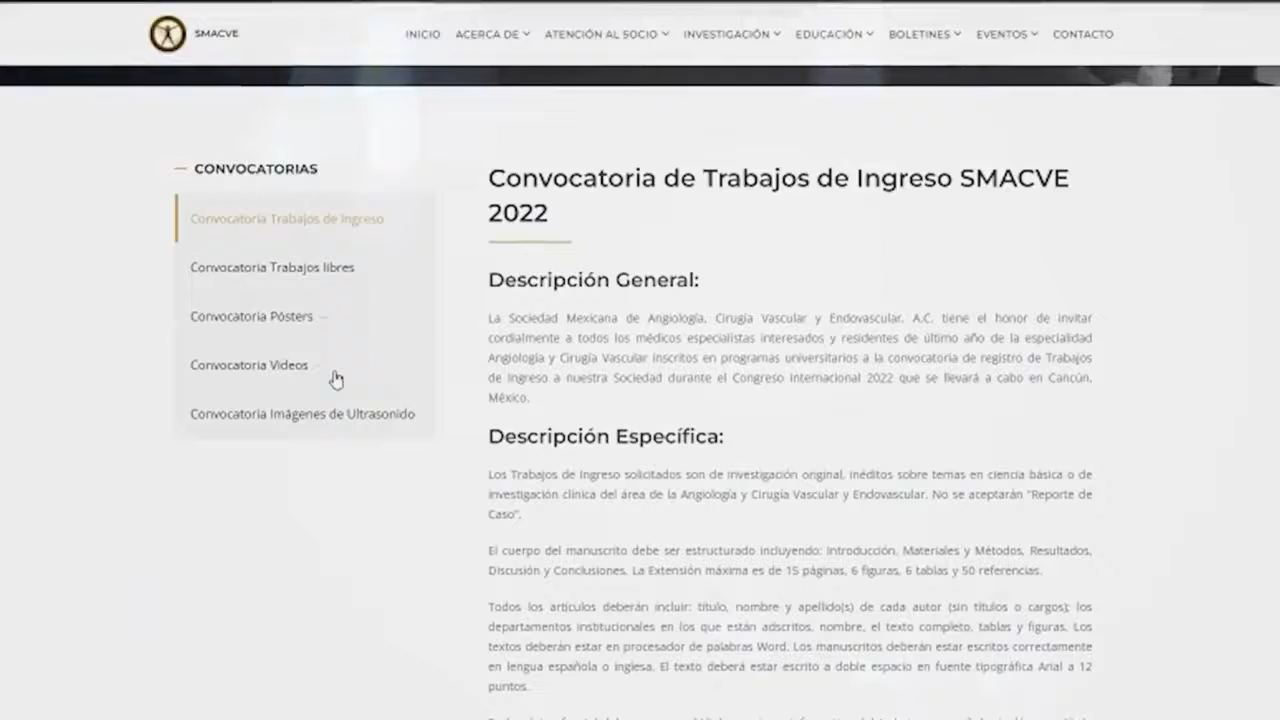 SMACVE
INICIO ACERCA DE ATENCIÓN AL SOCIO INVESTIGACIÓN EDUCACIÓN BOLETINES EVENTOS CONTACTO
CONVOCATORIAS
Convocatoria Trabajos de Ingreso
Convocatoria Trabajos libres
Convocatoria Pósters
Convocatoria Videos
Convocatoria Imágenes de Ultrasonido
Convocatoria de Trabajos de Ingreso SMACVE
2022
Descripción General:
La Sociedad Mexicana de Angiología, Cirugía Vascular y Endovascular, A.C. tiene el honor de invitar
cordialmente a todos los médicos especialistas interesados y residentes de último año de la especialidad
Angiología y Cirugía Vascular inscritos en programas universitarios a la convocatoria de registro de Trabajos
de Ingreso a nuestra Sociedad durante el Congreso Internacional 2022 que se llevará a cabo en Cancún,
México.
Descripción Específica:
Los Trabajos de Ingreso solicitados son de investigación original, inéditos sobre temas en ciencia básica o de
investigación clínica del área de la Angiología y Cirugía Vascular y Endovascular. No se aceptarán "Reporte de
Caso".
El cuerpo del manuscrito debe ser estructurado incluyendo: Introducción, Materiales y Métodos, Resultados,
Discusión y Conclusiones. La Extensión máxima es de 15 páginas, 6 figuras, 6 tablas y 50 referencias.
Todos los artículos deberán incluir: título, nombre y apellido(s) de cada autor (sin títulos o cargos); los
departamentos institucionales en los que están adscritos, nombre, el texto completo, tablas y figuras. Los
textos deberán estar en procesador de palabras Word. Los manuscritos deberán estar escritos correctamente
en lengua española o inglesa. El texto deberá estar escrito a doble espacio en fuente tipográfica Arial a 12
puntos.